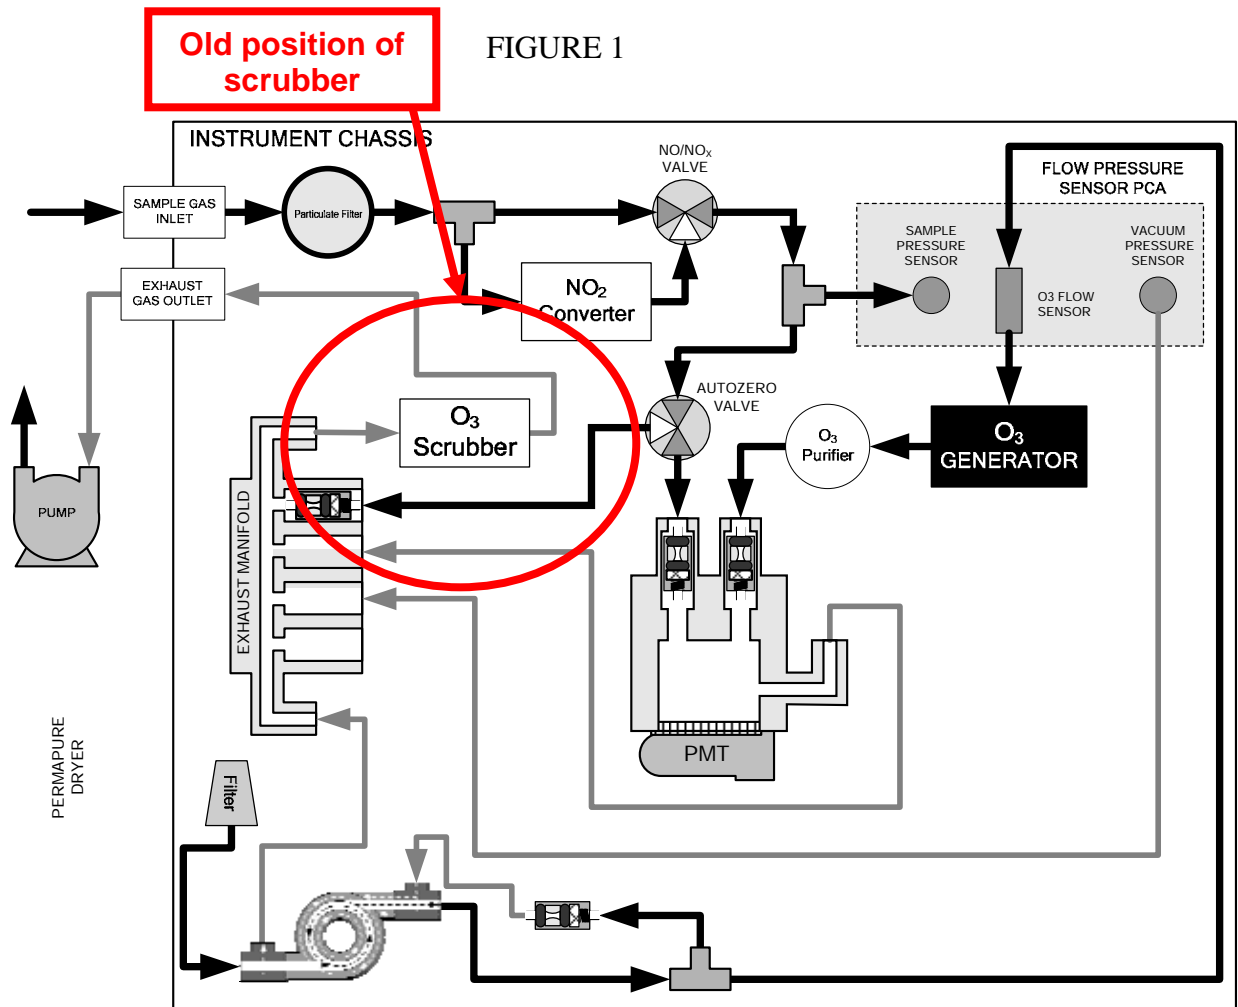 Old position of
scrubber
FIGURE 1
INSTRUMENT CHASSIS
NO/NOX
VALVE
FLOW PRESSURE
SENSOR PCA
SAMPLE GAS
INLET
Particulate Filter
SAMPLE
PRESSURE
SENSOR
VACUUM
PRESSURE
SENSOR
EXHAUST
GAS OUTLET
NO2
Converter
O3 FLOW
SENSOR
AUTOZERO
VALVE
O3
Scrubber
O3
Purifier
O3
GENERATOR
PUMP
EXHAUST MANIFOLD
PMT
PERMAPURE
DRYER
Filter